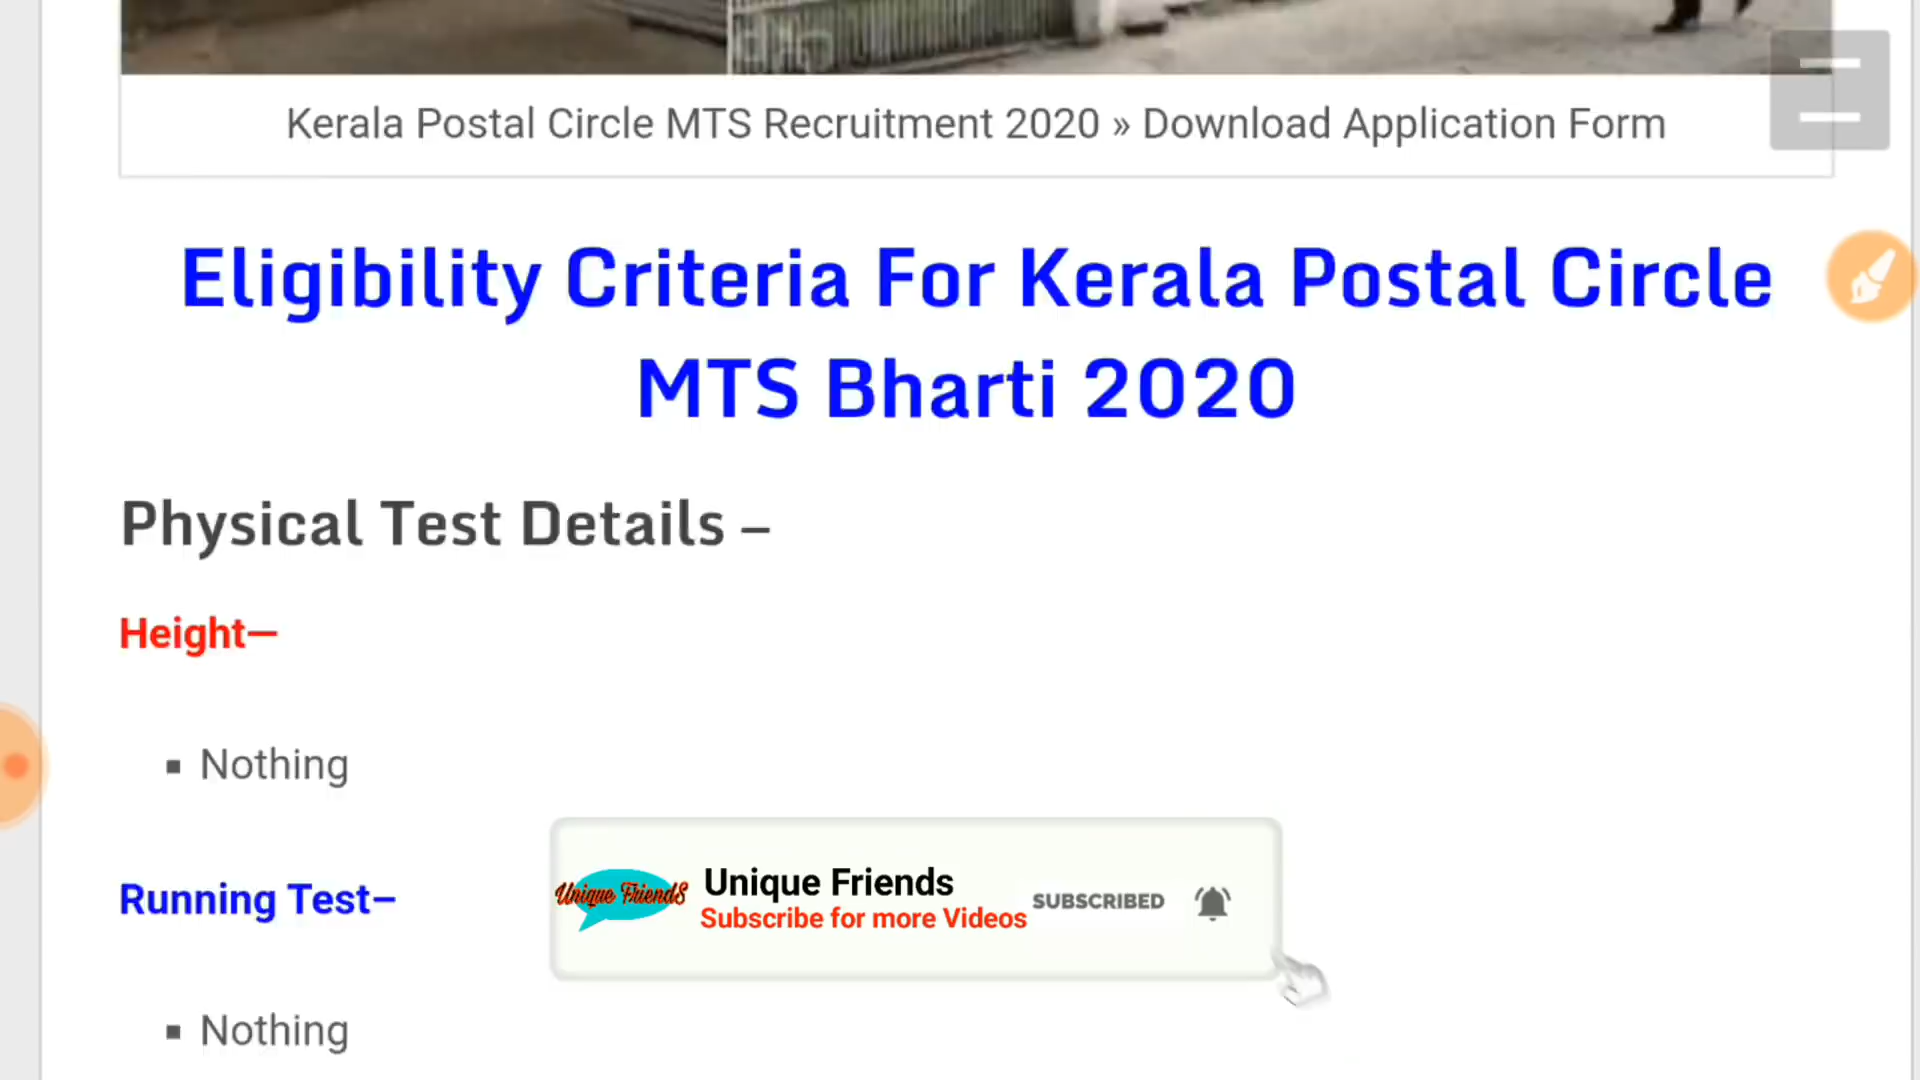 Kerala Postal Circle MTS Recruitment 2020 » Download Application Form
Eligibility Criteria For Kerala Postal Circle
MTS Bharti 2020
Physical Test Details –
Height—
▪ Nothing
Running Test–
Unique Friends
Unique Friends
Subscribe for more Videos
SUBSCRIBED
▪ Nothing